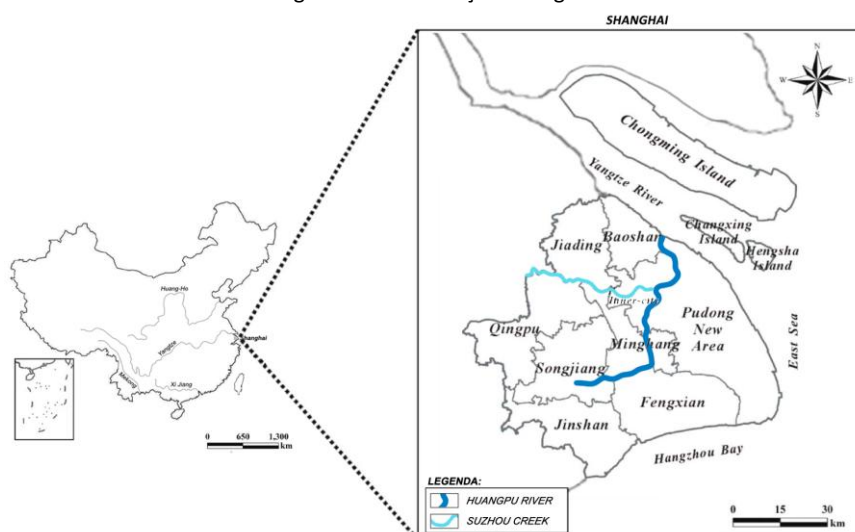 SHANGHAI
N
W
E
S
Chongming Island
Yangtze River
Changxing
Island
Hengsha
Island
Baoshan
Jiading
Inner-city
Qingpu
Pudong
New
Area
East Sea
Minghang
Songjiang
Fengxian
Jinshan
Hangzhou Bay
Huang-Ho
Shanghai
Yangtze
Mekong
Xi Jiang
0 650 1,300
km
LEGENDA:
HUANGPU RIVER
SUZHOU CREEK
0 15 30
km